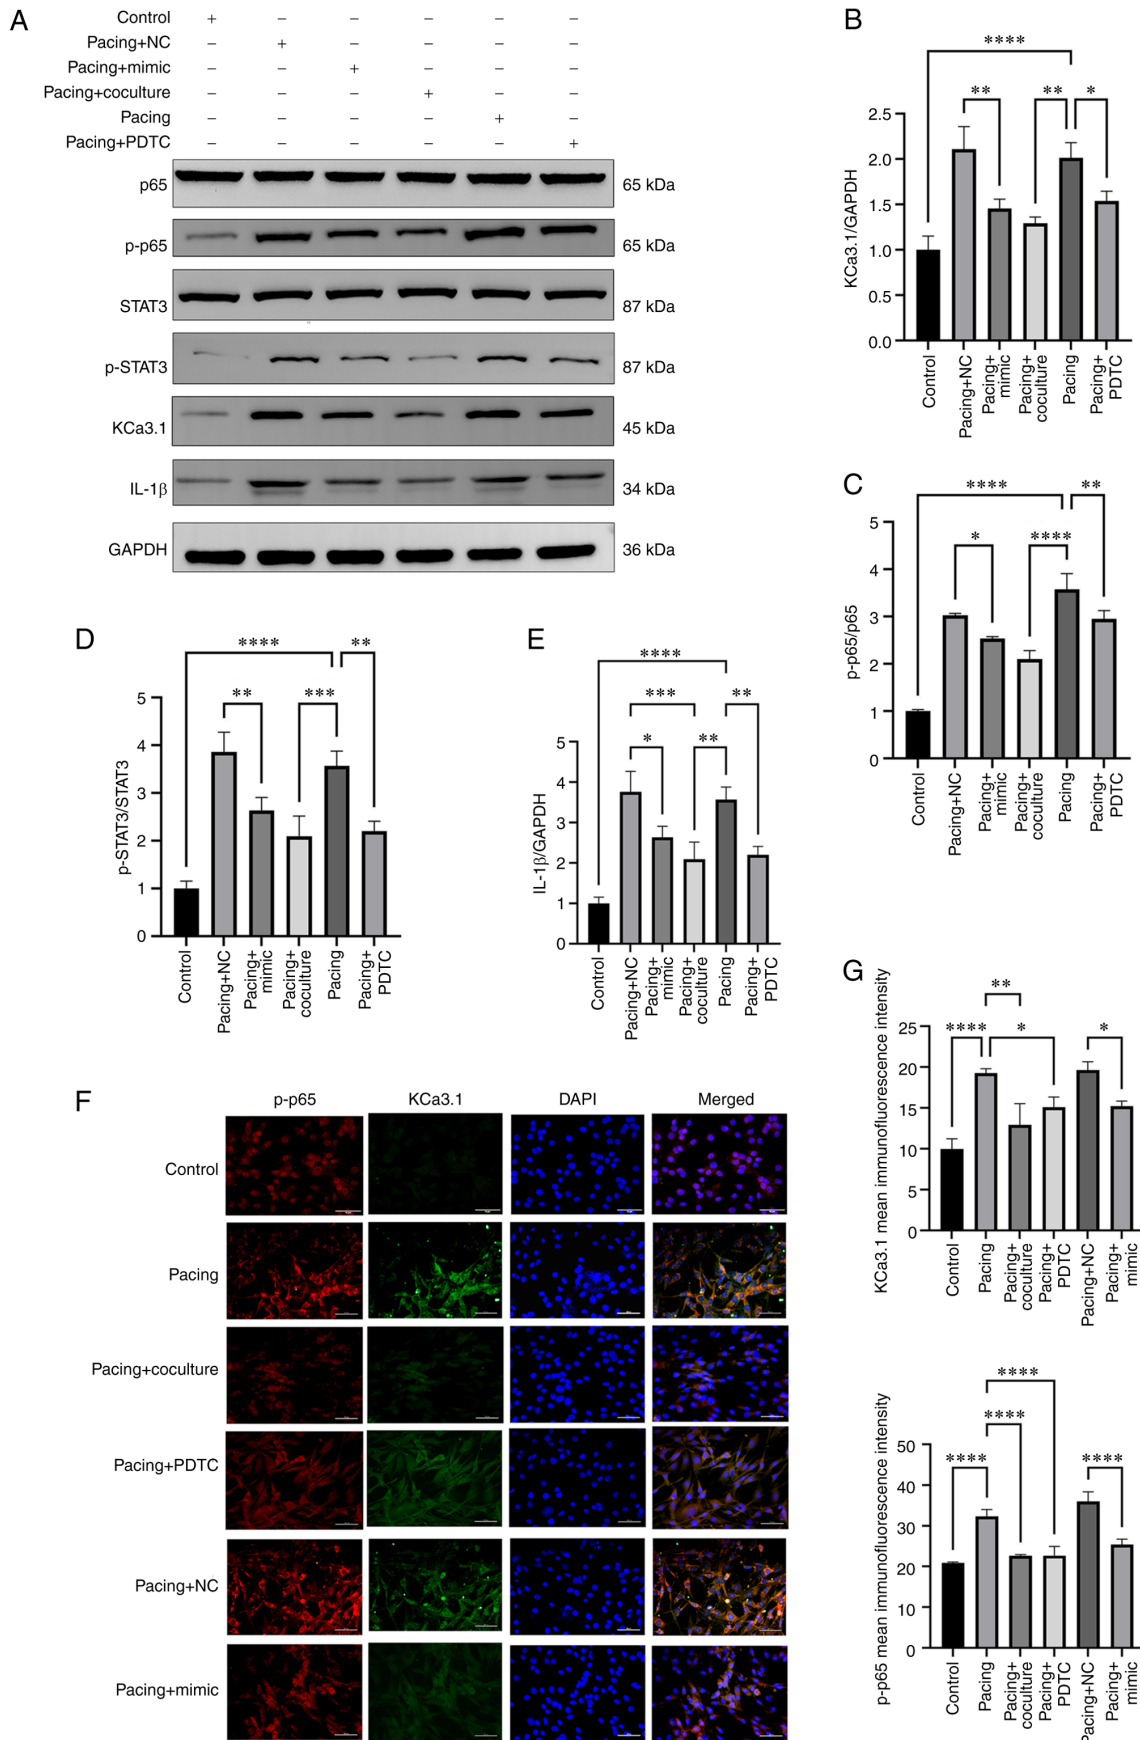 A
Control + − − − − −
Pacing+NC − + − − − −
Pacing+mimic − − + − − −
Pacing+coculture − − − + − −
Pacing − − − − + −
Pacing+PDTC − − − − − +
p65 65 kDa
p-p65 65 kDa
STAT3 87 kDa
p-STAT3 87 kDa
KCa3.1 45 kDa
IL-1β 34 kDa
GAPDH 36 kDa
B
****
** ** *
KCa3.1/GAPDH
2.5
2.0
1.5
1.0
0.5
0.0
Control
Pacing+NC
Pacing+
mimic
Pacing+
coculture
Pacing
Pacing+
PDTC
C
**** **
* ****
p-p65/p65
5
4
3
2
1
0
Control
Pacing+NC
Pacing+
mimic
Pacing+
coculture
Pacing
Pacing+
PDTC
D
**** **
** ***
p-STAT3/STAT3
5
4
3
2
1
0
Control
Pacing+NC
Pacing+
mimic
Pacing+
coculture
Pacing
Pacing+
PDTC
E
****
*** **
* **
IL-1β/GAPDH
5
4
3
2
1
0
Control
Pacing+NC
Pacing+
mimic
Pacing+
coculture
Pacing
Pacing+
PDTC
F
p-p65 KCa3.1 DAPI Merged
Control
Pacing
Pacing+coculture
Pacing+PDTC
Pacing+NC
Pacing+mimic
G
**
**** * *
KCa3.1 mean immunofluorescence intensity
25
20
15
10
5
0
Control
Pacing
Pacing+
coculture
Pacing+
PDTC
Pacing+NC
Pacing+
mimic
****
****
**** ****
p-p65 mean immunofluorescence intensity
50
40
30
20
10
0
Control
Pacing
Pacing+
coculture
Pacing+
PDTC
Pacing+NC
Pacing+
mimic